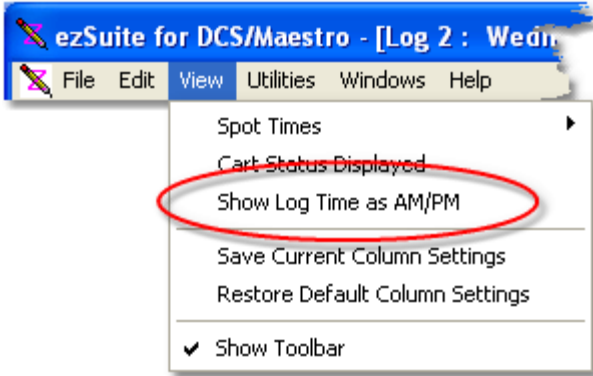 ezSuite for DCS/Maestro - [Log 2 :
File Edit View Utilities Windows Help
Spot Times
Cart Status Displayed
Show Log Time as AM/PM
Save Current Column Settings
Restore Default Column Settings
Show Toolbar